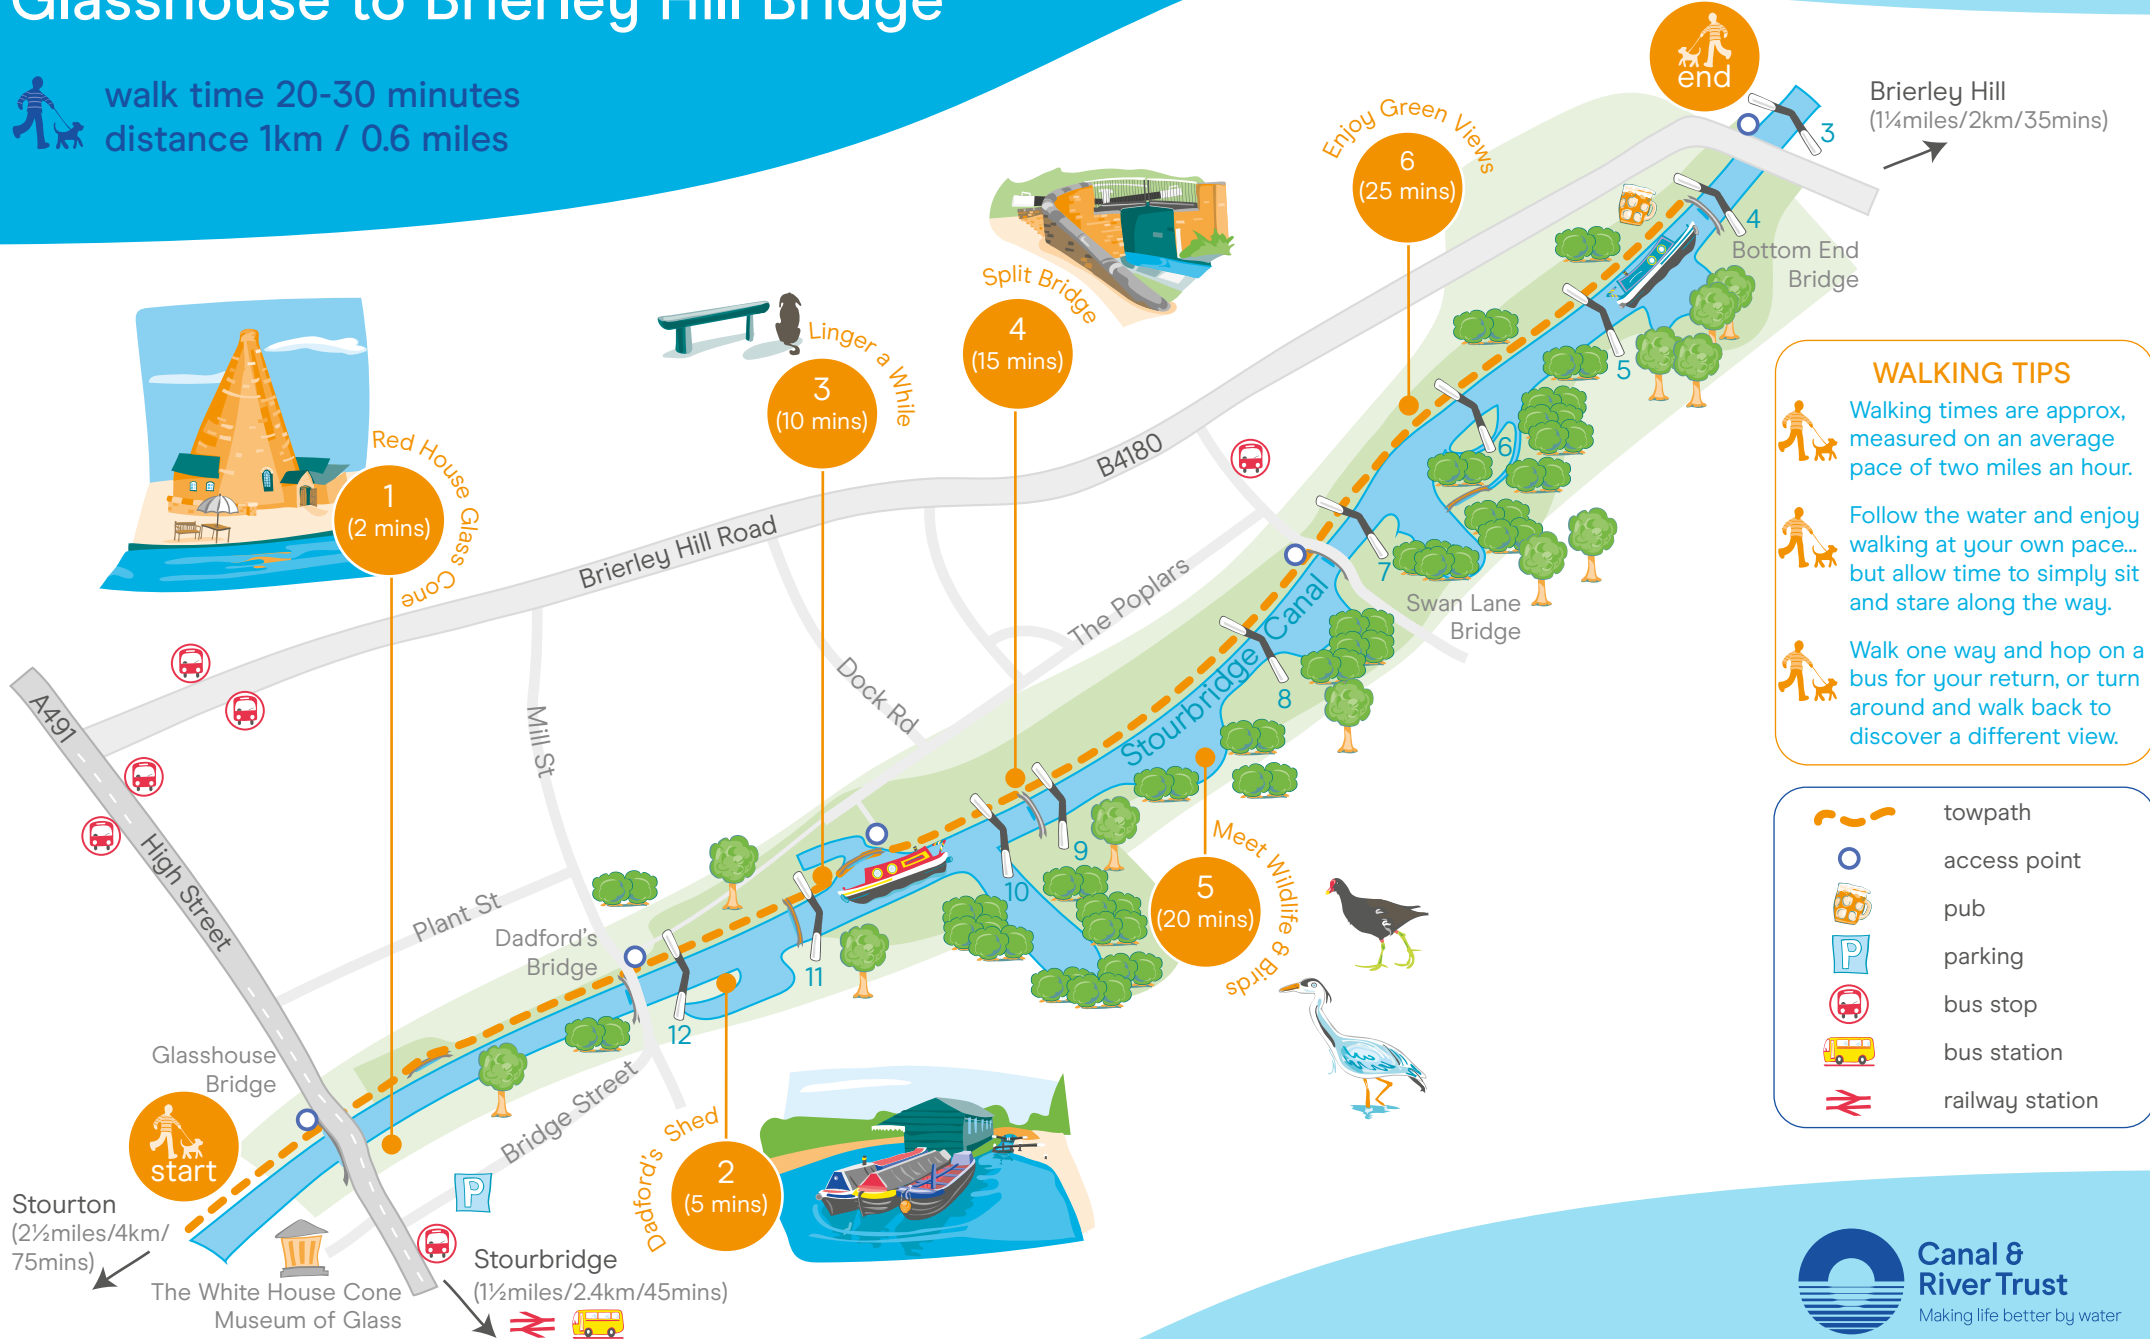 Glasshouse to Brierley Hill Bridge
walk time 20-30 minutes
distance 1km / 0.6 miles
end
Brierley Hill
(1¼miles/2km/35mins)
3
4
Bottom End
Bridge
Enjoy Green Views
6
(25 mins)
5
6
7
Swan Lane
Bridge
8
Split Bridge
4
(15 mins)
Linger a While
3
(10 mins)
Red House Glass Cone
1
(2 mins)
B4180
Brierley Hill Road
The Poplars
Dock Rd
Mill St
A491
High Street
Plant St
Dadford's
Bridge
Stourbridge Canal
9
10
11
12
Meet Wildlife & Birds
5
(20 mins)
Glasshouse
Bridge
start
Bridge Street
Dadford's Shed
2
(5 mins)
P
Stourton
(2½miles/4km/
75mins)
The White House Cone
Museum of Glass
Stourbridge
(1½miles/2.4km/45mins)
WALKING TIPS
Walking times are approx,
measured on an average
pace of two miles an hour.
Follow the water and enjoy
walking at your own pace...
but allow time to simply sit
and stare along the way.
Walk one way and hop on a
bus for your return, or turn
around and walk back to
discover a different view.
towpath
access point
pub
P
parking
bus stop
bus station
railway station
Canal &
River Trust
Making life better by water